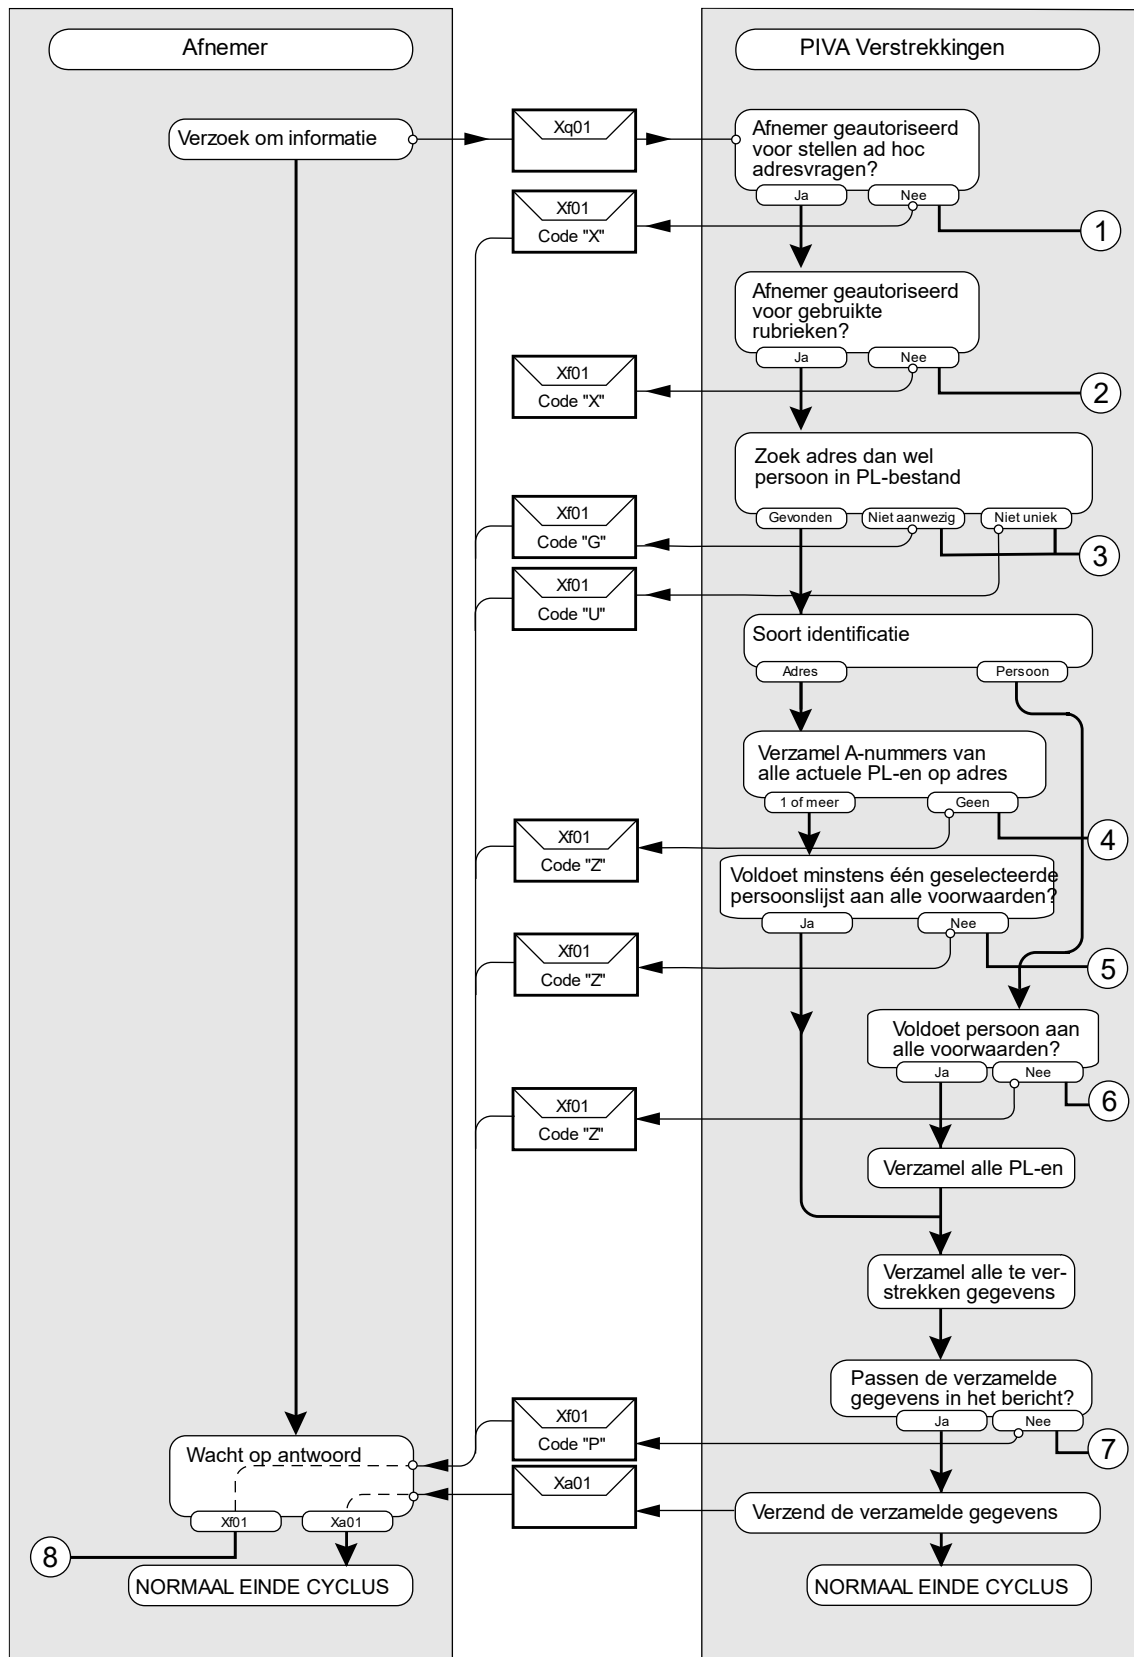 Afnemer
PIVA Verstrekkingen
Verzoek om informatie
Xq01
Afnemer geautoriseerd
voor stellen ad hoc
adresvragen?
Ja
Nee
Xf01
Code "X"
1
Afnemer geautoriseerd
voor gebruikte
rubrieken?
Ja
Nee
Xf01
Code "X"
2
Zoek adres dan wel
persoon in PL-bestand
Gevonden
Niet aanwezig
Niet uniek
Xf01
Code "G"
3
Xf01
Code "U"
Soort identificatie
Adres
Persoon
Verzamel A-nummers van
alle actuele PL-en op adres
1 of meer
Geen
Xf01
Code "Z"
4
Voldoet minstens één geselecteerde
persoonslijst aan alle voorwaarden?
Ja
Nee
Xf01
Code "Z"
5
Voldoet persoon aan
alle voorwaarden?
Ja
Nee
Xf01
Code "Z"
6
Verzamel alle PL-en
Verzamel alle te ver-
strekken gegevens
Passen de verzamelde
gegevens in het bericht?
Ja
Nee
Xf01
Code "P"
7
Wacht op antwoord
Xf01
Xa01
Xa01
Verzend de verzamelde gegevens
8
NORMAAL EINDE CYCLUS
NORMAAL EINDE CYCLUS